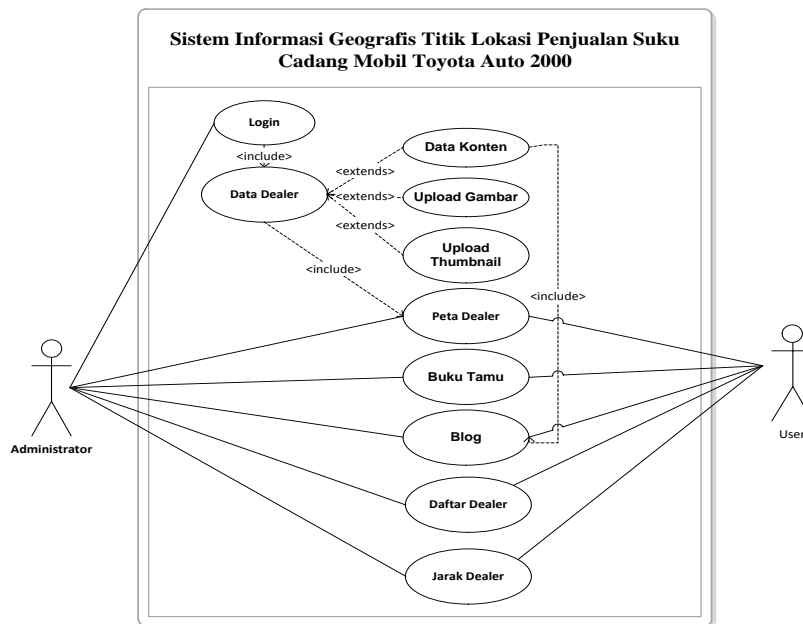 Sistem Informasi Geografis Titik Lokasi Penjualan Suku
Cadang Mobil Toyota Auto 2000
Login
<include>
Data Dealer
<extends>
Data Konten
<extends>
Upload Gambar
<extends>
Upload
Thumbnail
<include>
<include>
Peta Dealer
Buku Tamu
Blog
Administrator
User
Daftar Dealer
Jarak Dealer